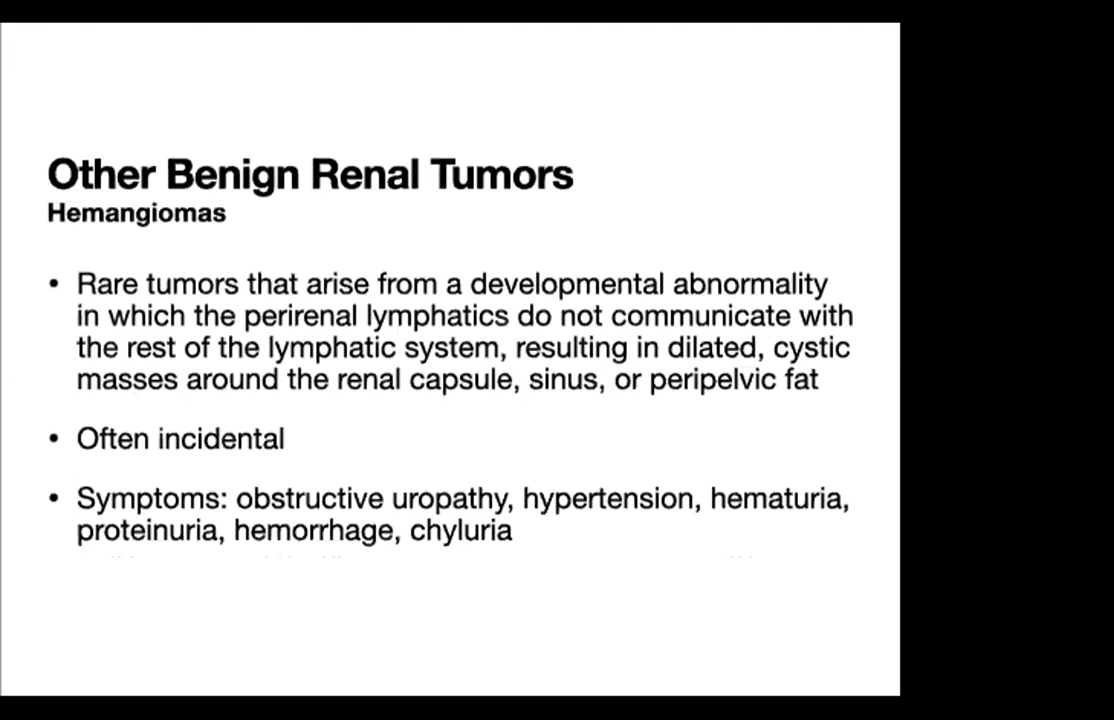 Other Benign Renal Tumors
Hemangiomas
• Rare tumors that arise from a developmental abnormality
in which the perirenal lymphatics do not communicate with
the rest of the lymphatic system, resulting in dilated, cystic
masses around the renal capsule, sinus, or peripelvic fat
• Often incidental
• Symptoms: obstructive uropathy, hypertension, hematuria,
proteinuria, hemorrhage, chyluria